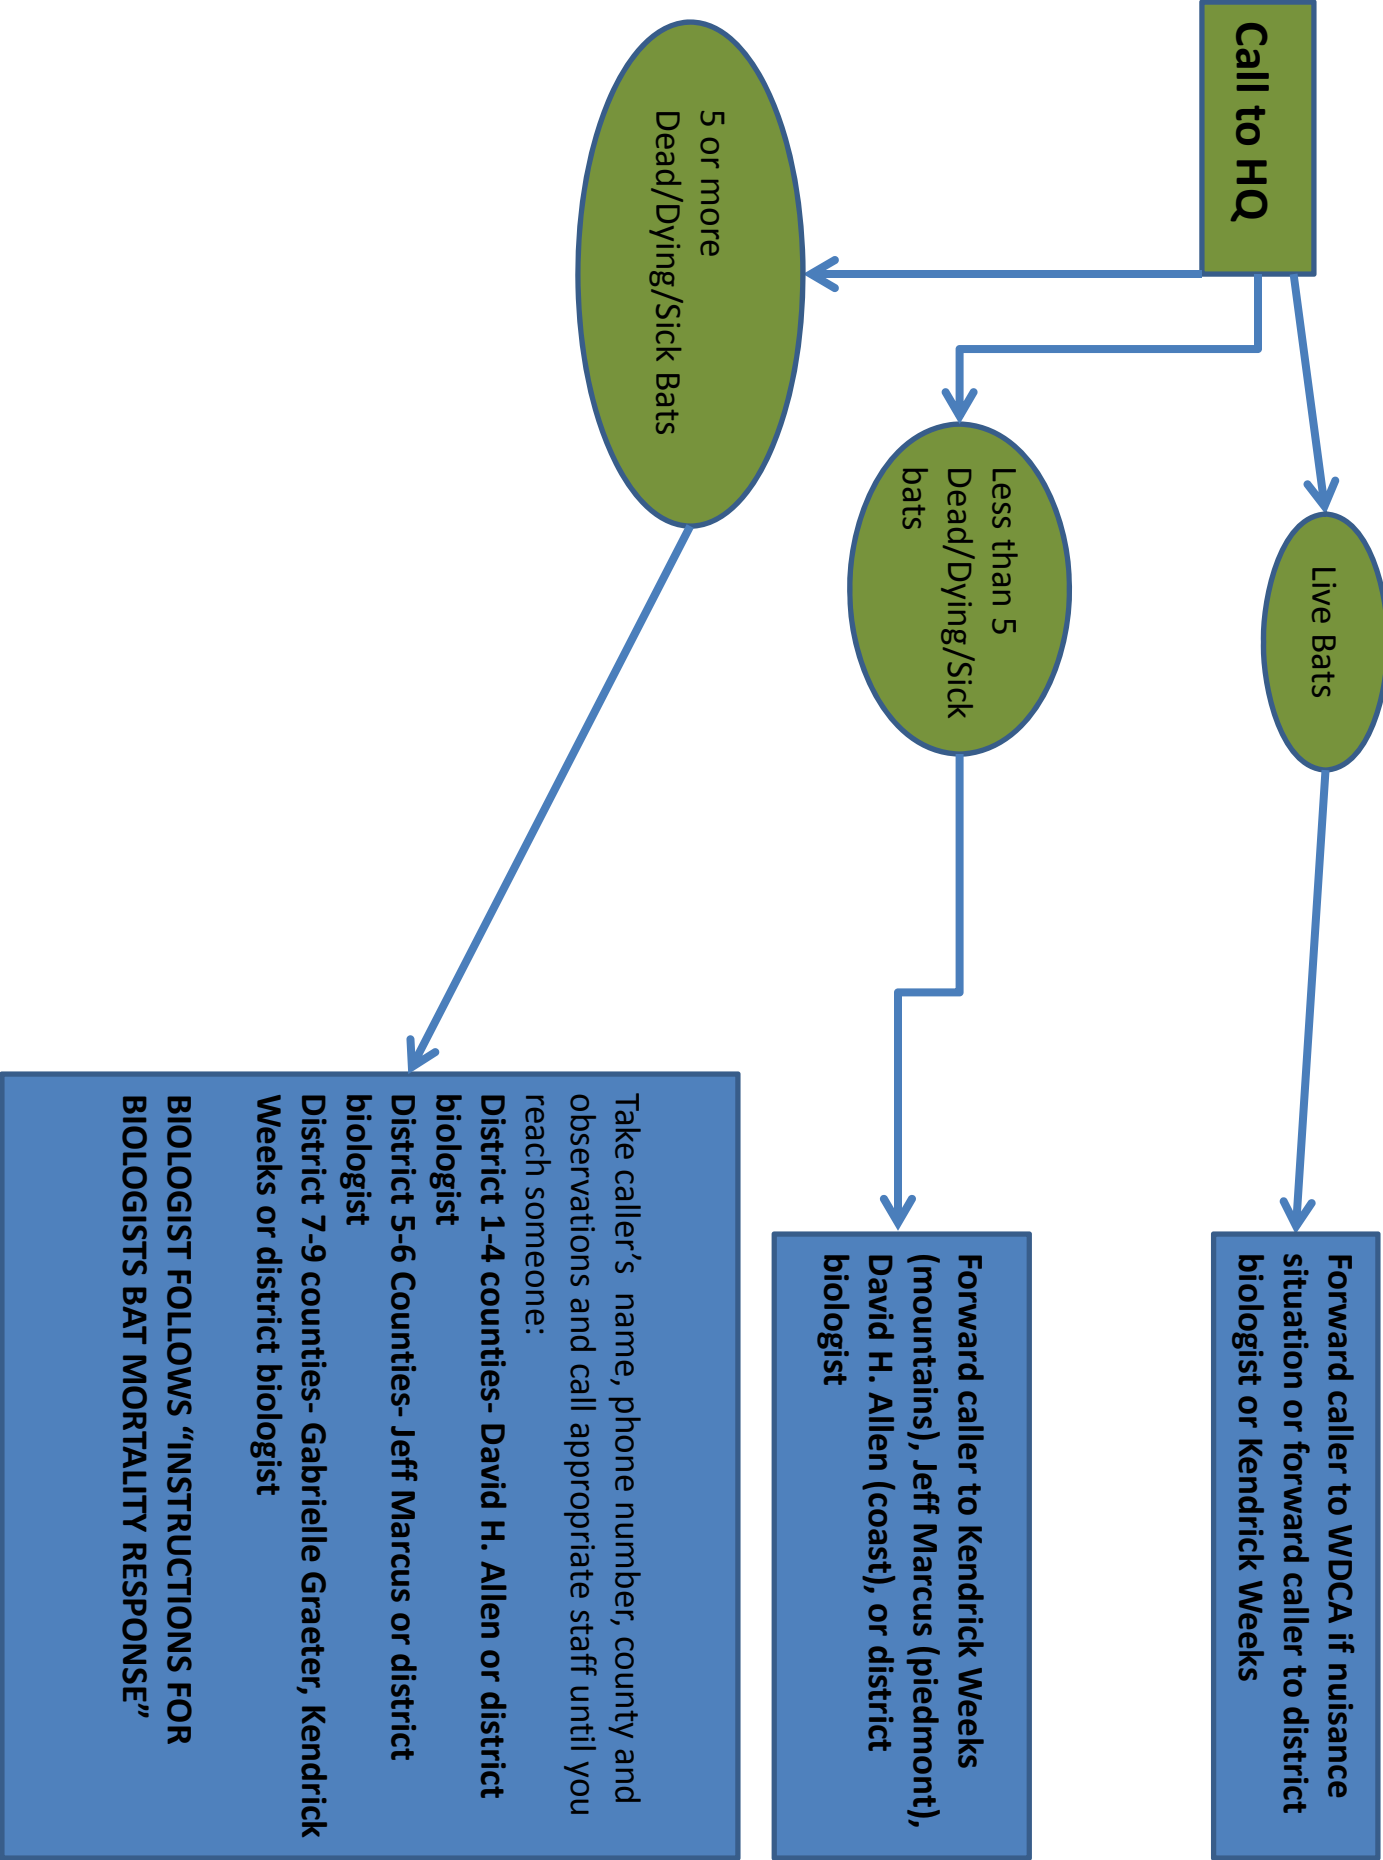 Call to HQ
Live Bats
Forward caller to WDCA if nuisance
situation or forward caller to district
biologist or Kendrick Weeks
Less than 5
Dead/Dying/Sick
bats
Forward caller to Kendrick Weeks
(mountains), Jeff Marcus (piedmont),
David H. Allen (coast), or district
biologist
5 or more
Dead/Dying/Sick Bats
Take caller’s name, phone number, county and
observations and call appropriate staff until you
reach someone:
District 1-4 counties- David H. Allen or district
biologist
District 5-6 Counties- Jeff Marcus or district
biologist
District 7-9 counties- Gabrielle Graeter, Kendrick
Weeks or district biologist
BIOLOGIST FOLLOWS “INSTRUCTIONS FOR
BIOLOGISTS BAT MORTALITY RESPONSE”